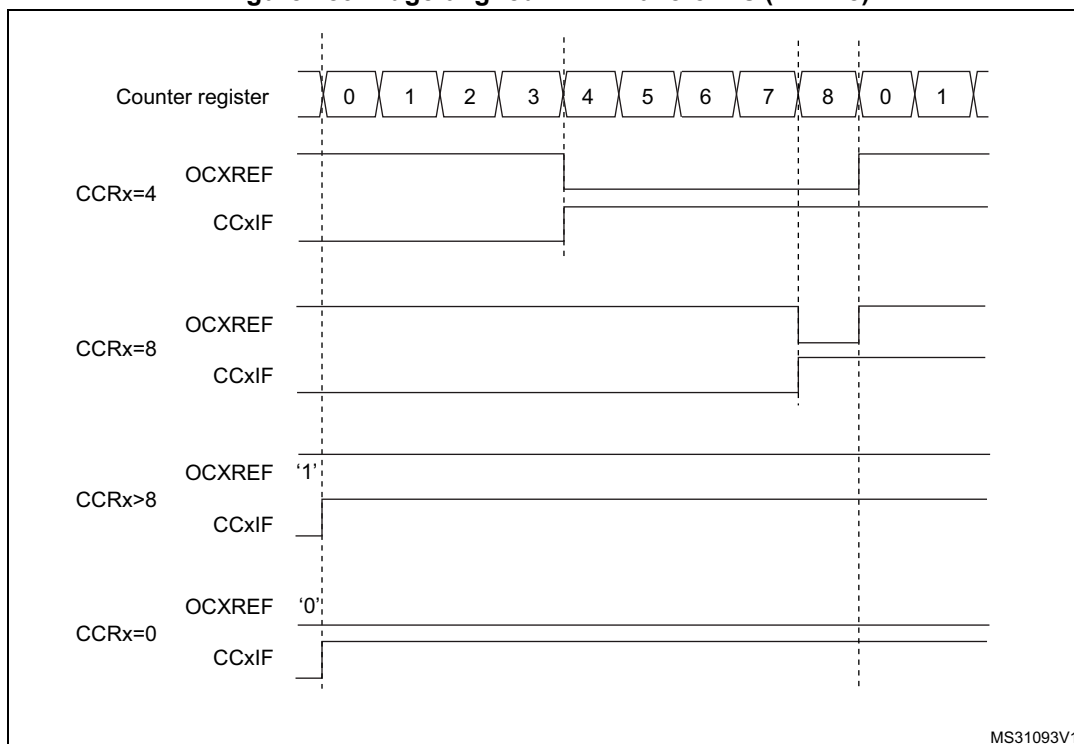 Counter register 0 1 2 3 4 5 6 7 8 0 1
CCRx=4
OCXREF
CCxIF
CCRx=8
OCXREF
CCxIF
CCRx>8
OCXREF '1'
CCxIF
CCRx=0
OCXREF '0'
CCxIF
MS31093V1